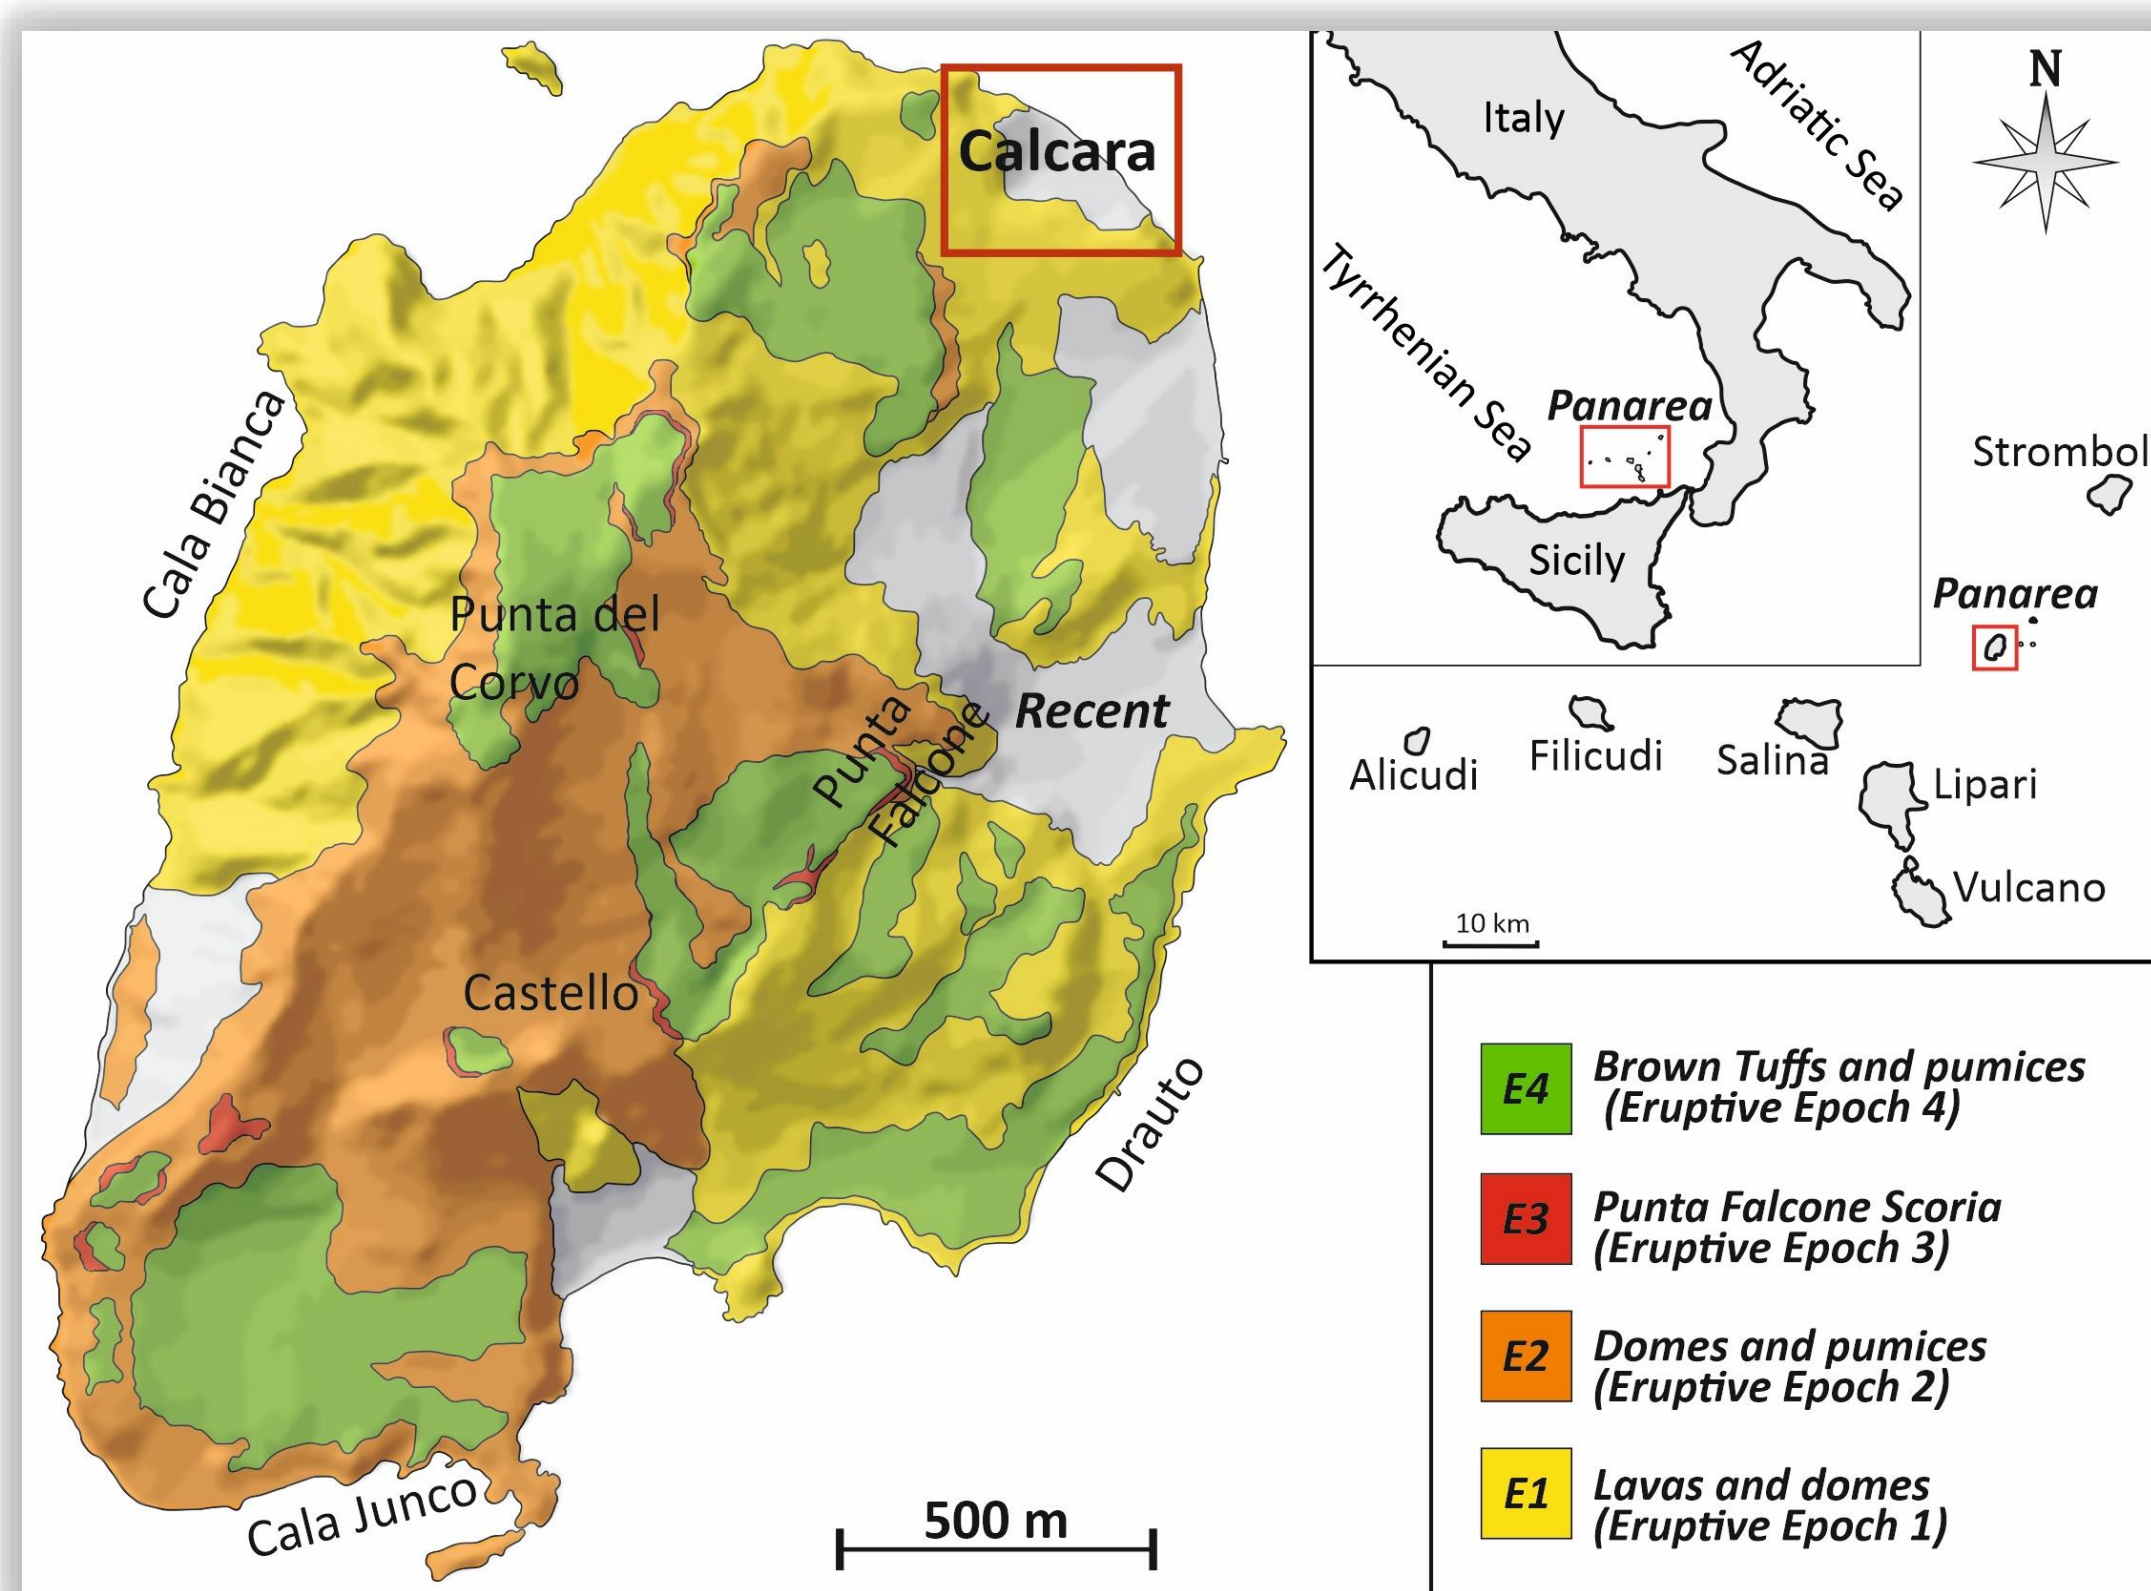 Calcara
Cala Bianca
Punta del
Corvo
Punta
Falcone
Recent
Castello
Drauto
Cala Junco
500 m
Italy
Adriatic Sea
Tyrrhenian Sea
Panarea
Sicily
N
Strombol
Panarea
Alicudi
Filicudi
Salina
Lipari
Vulcano
10 km
E4
Brown Tuffs and pumices
(Eruptive Epoch 4)
E3
Punta Falcone Scoria
(Eruptive Epoch 3)
E2
Domes and pumices
(Eruptive Epoch 2)
E1
Lavas and domes
(Eruptive Epoch 1)